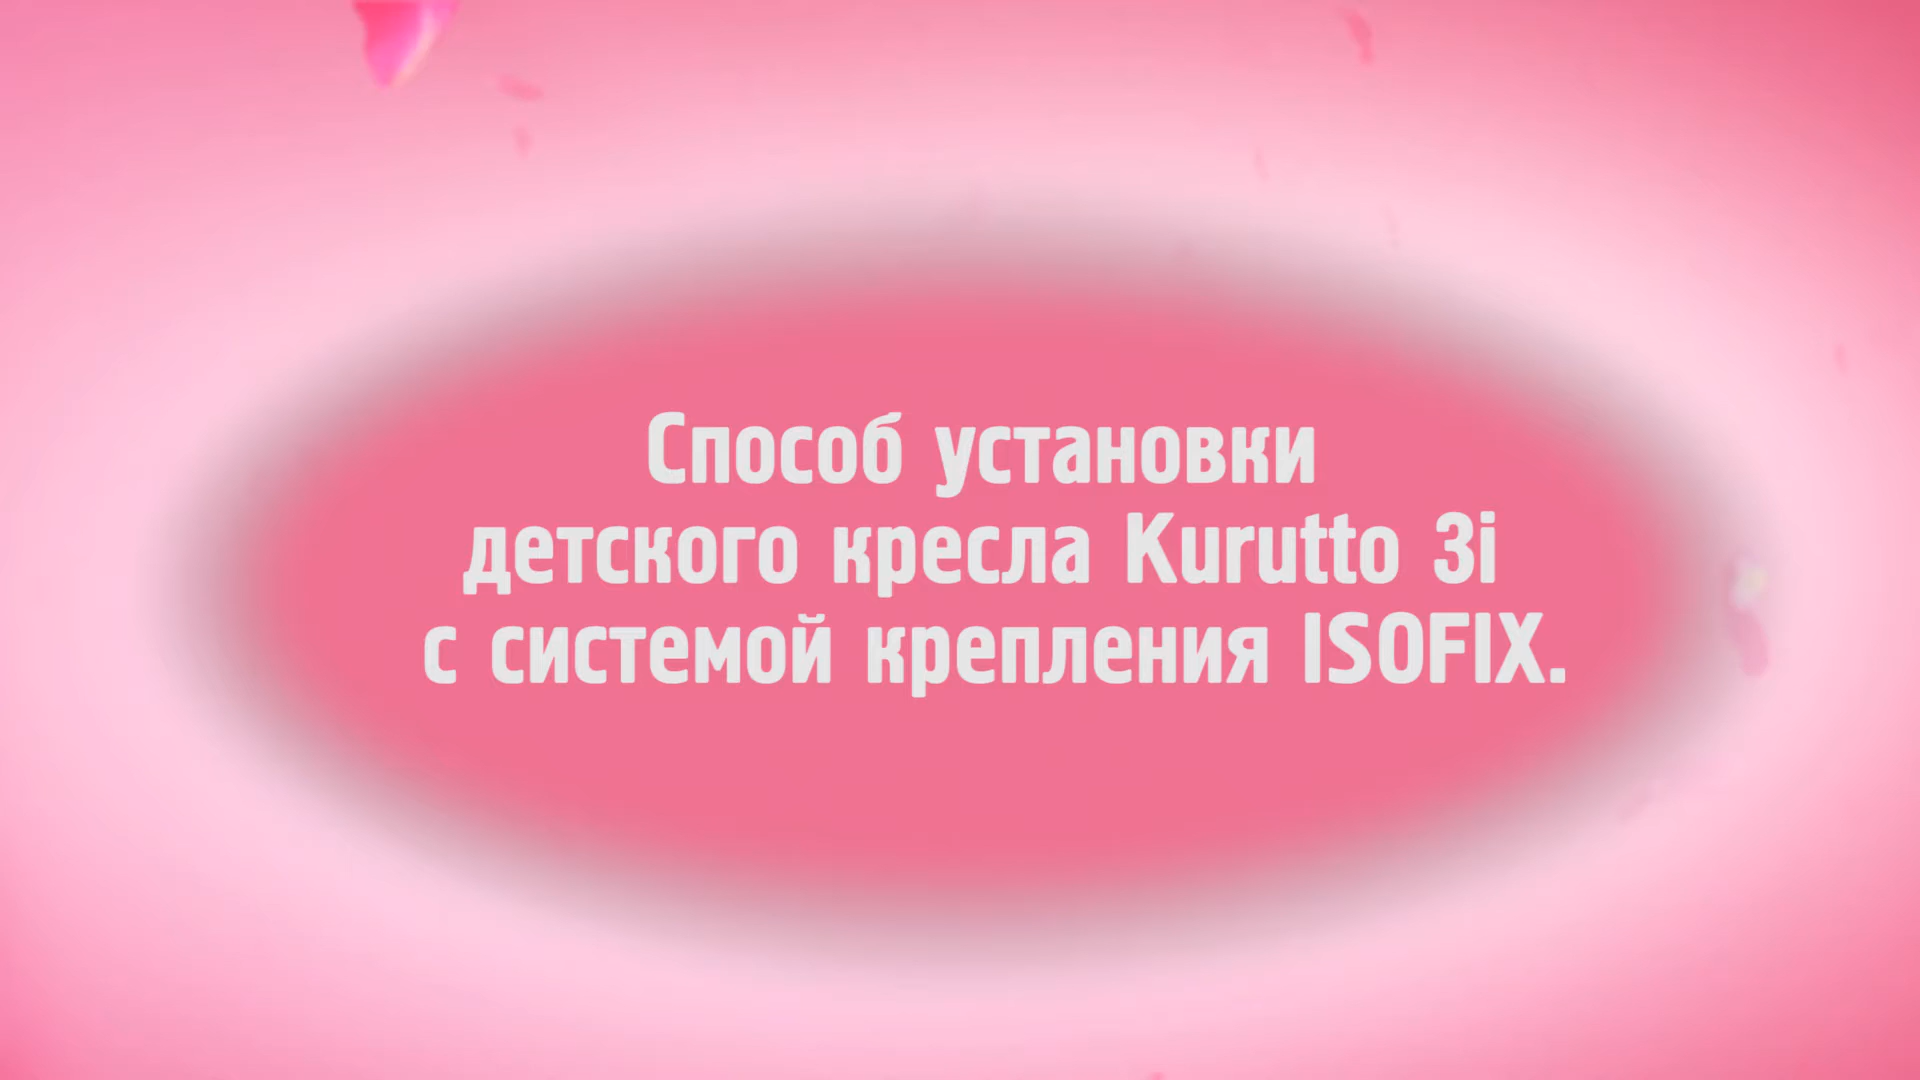 Способ установки
детского кресла Kurutto 3i
с системой крепления ISOFIX.